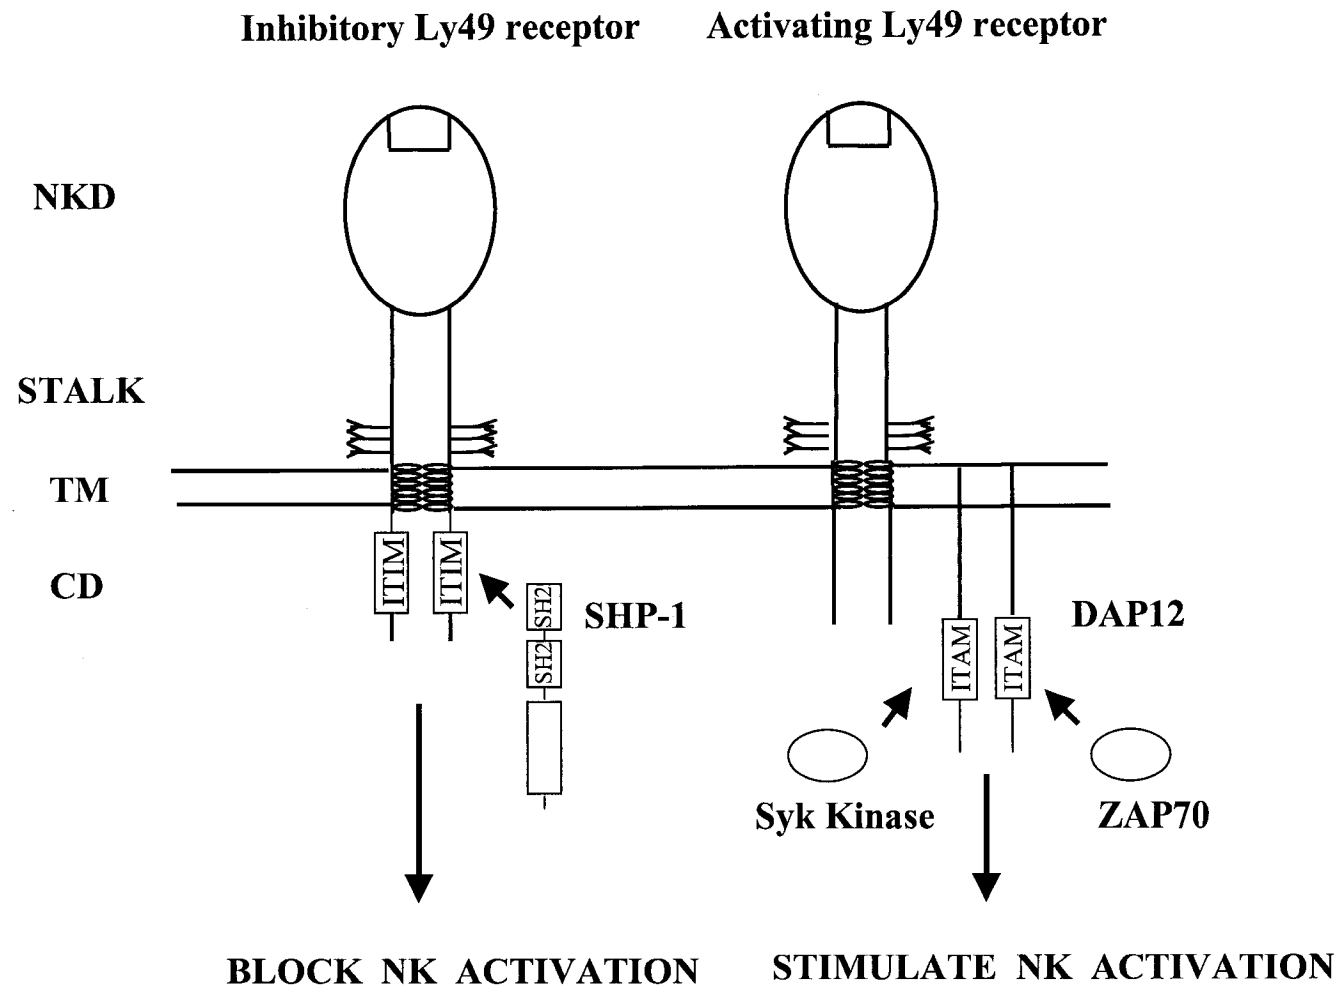 Inhibitory Ly49 receptor
Activating Ly49 receptor
NKD
STALK
TM
CD
ITIM
ITIM
SH2
SH2
SHP-1
DAP12
ITAM
ITAM
Syk Kinase
ZAP70
BLOCK NK ACTIVATION
STIMULATE NK ACTIVATION